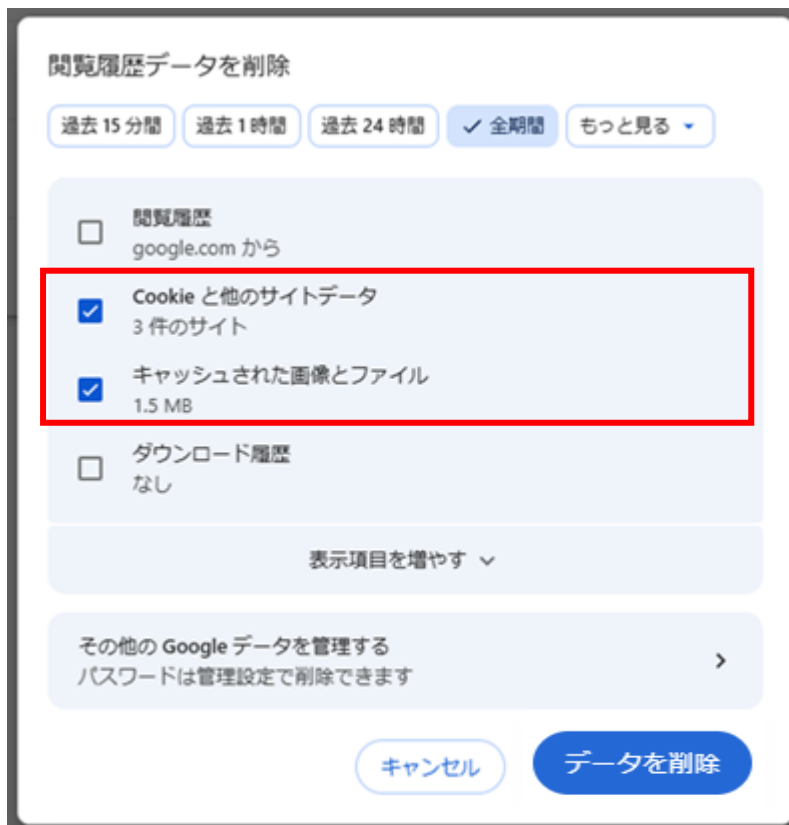 閲覧履歴データを削除
過去 15 分間 過去 1 時間 過去 24 時間 全期間 もっと見る
閲覧履歴
google.com から
Cookie と他のサイトデータ
3 件のサイト
キャッシュされた画像とファイル
1.5 MB
ダウンロード履歴
なし
表示項目を増やす
その他の Google データを管理する
パスワードは管理設定で削除できます
キャンセル データを削除